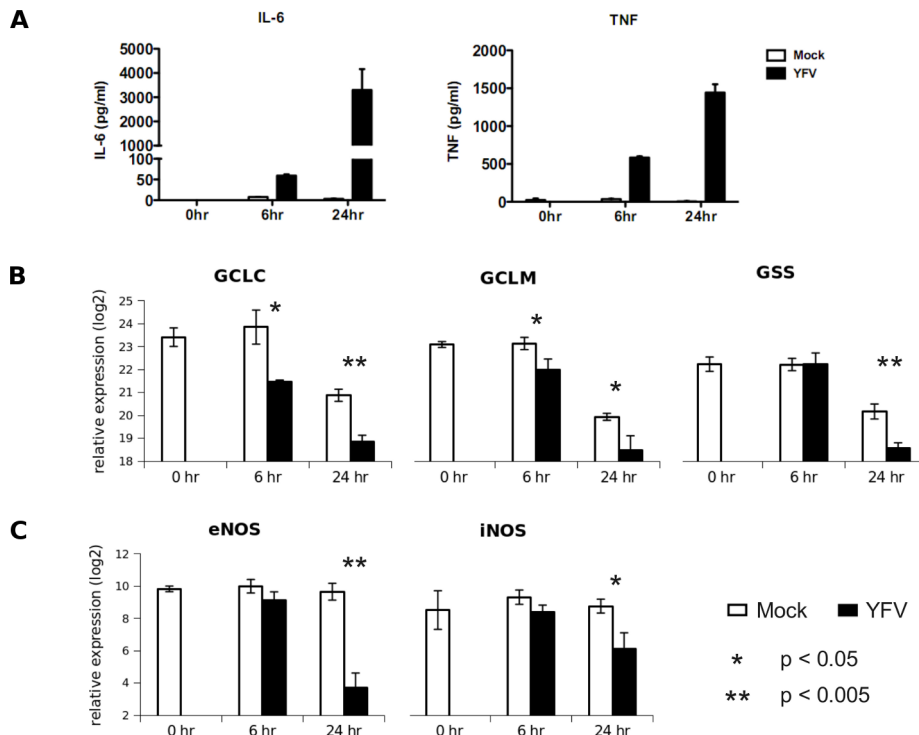 A
IL-6
TNF
IL-6 (pg/ml)
5000
4000
3000
2000
1000
100
50
0
0hr 6hr 24hr
TNF (pg/ml)
2000
1500
1000
500
0
0hr 6hr 24hr
Mock
YFV
B
GCLC
GCLM
GSS
relative expression (log2)
25
24
23
22
21
20
19
18
* **
* *
**
0 hr 6 hr 24 hr
0 hr 6 hr 24 hr
0 hr 6 hr 24 hr
C
eNOS
iNOS
relative expression (log2)
12
10
8
6
4
2
**
*
0 hr 6 hr 24 hr
0 hr 6 hr 24 hr
Mock YFV
* p < 0.05
** p < 0.005